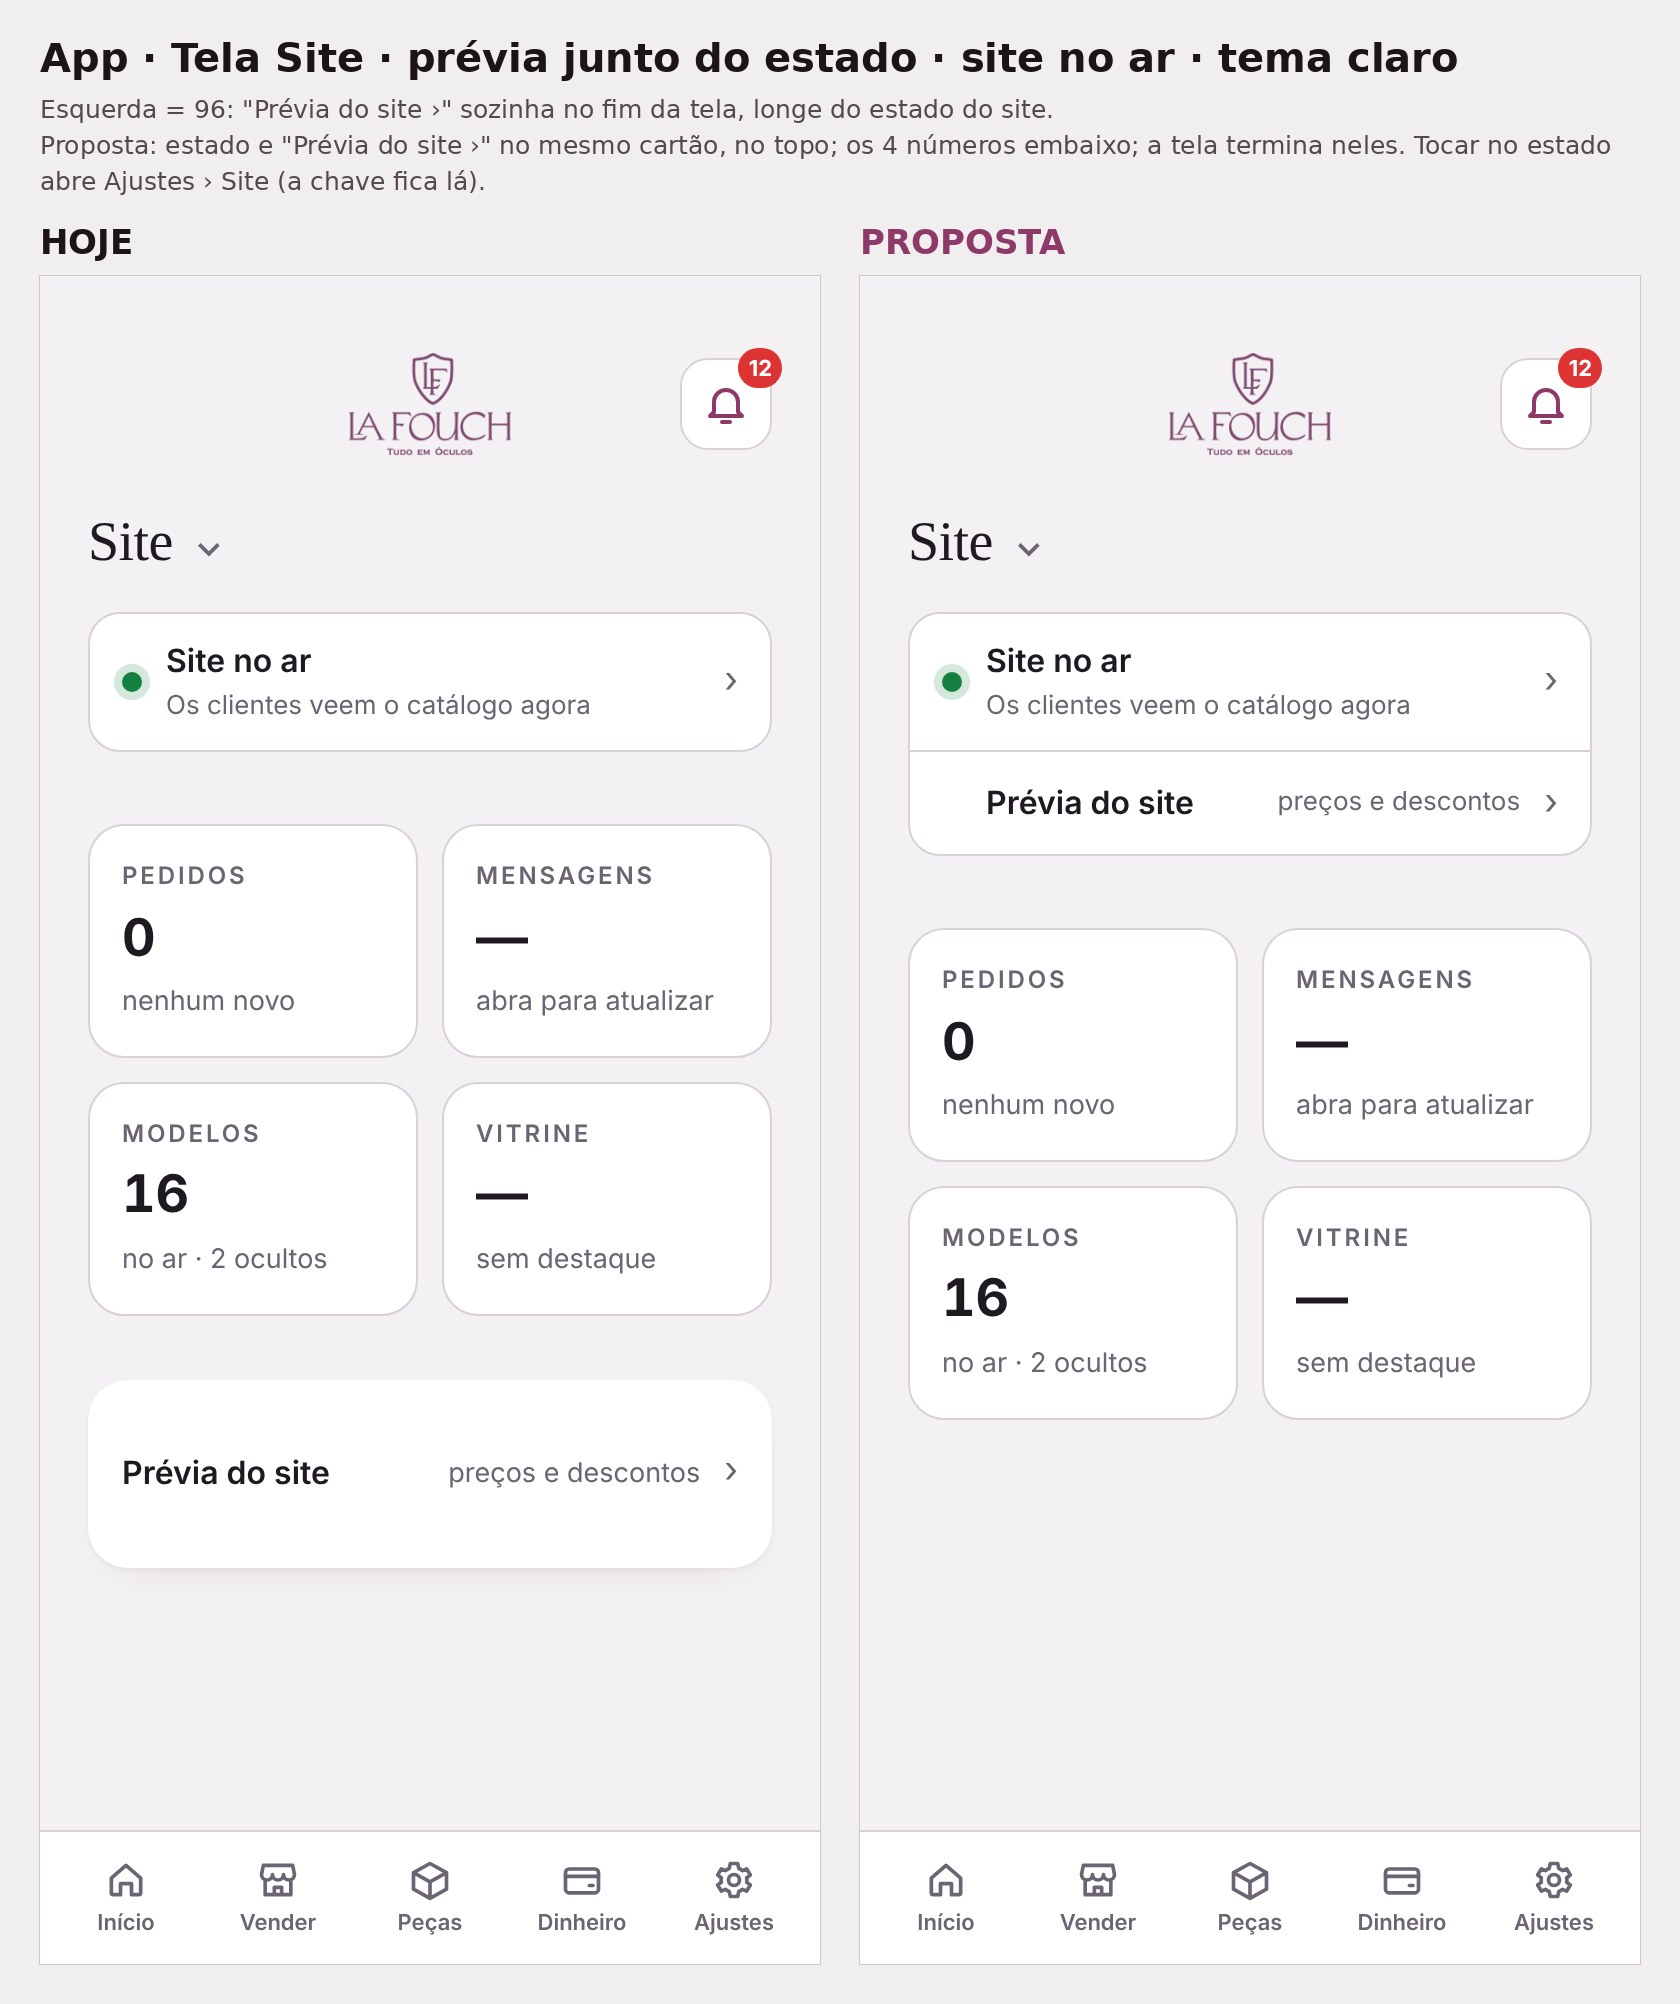 App · Tela Site · prévia junto do estado · site no ar · tema claro
Esquerda = 96: "Prévia do site ›" sozinha no fim da tela, longe do estado do site.
Proposta: estado e "Prévia do site ›" no mesmo cartão, no topo; os 4 números embaixo; a tela termina neles. Tocar no estado
abre Ajustes › Site (a chave fica lá).
HOJE
LF
LA FOUCH
TUDO EM ÓCULOS
12
Site
Site no ar
Os clientes veem o catálogo agora
›
PEDIDOS
0
nenhum novo
MENSAGENS
—
abra para atualizar
MODELOS
16
no ar · 2 ocultos
VITRINE
—
sem destaque
Prévia do site preços e descontos ›
Início Vender Peças Dinheiro Ajustes
PROPOSTA
LF
LA FOUCH
TUDO EM ÓCULOS
12
Site
Site no ar
Os clientes veem o catálogo agora
›
Prévia do site preços e descontos ›
PEDIDOS
0
nenhum novo
MENSAGENS
—
abra para atualizar
MODELOS
16
no ar · 2 ocultos
VITRINE
—
sem destaque
Início Vender Peças Dinheiro Ajustes